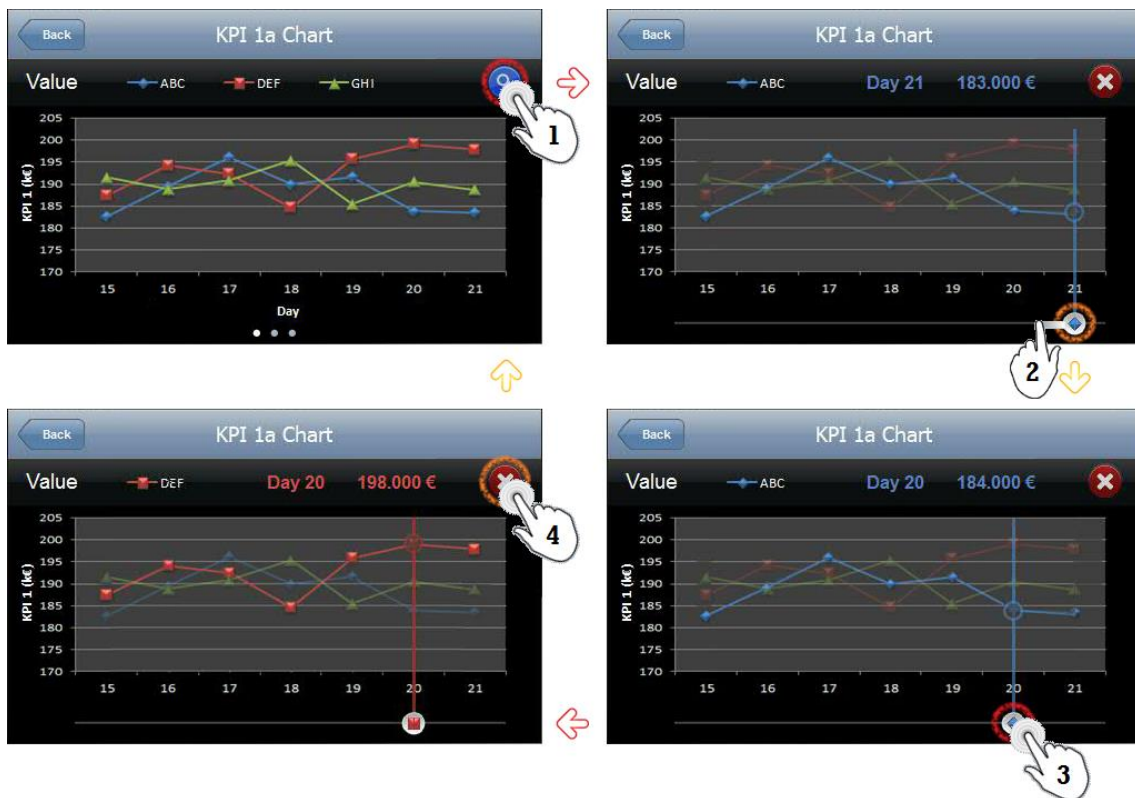 Back KPI 1a Chart
Value ABC DEF GHI
1
205
200
195
190
185
180
175
170
KPI 1 (k€)
15 16 17 18 19 20 21
Day
Back KPI 1a Chart
Value ABC Day 21 183.000 €
205
200
195
190
185
180
175
170
KPI 1 (k€)
15 16 17 18 19 20 21
2
Back KPI 1a Chart
Value DEF Day 20 198.000 €
4
205
200
195
190
185
180
175
170
KPI 1 (k€)
15 16 17 18 19 20 21
Back KPI 1a Chart
Value ABC Day 20 184.000 €
205
200
195
190
185
180
175
170
KPI 1 (k€)
15 16 17 18 19 20 21
3